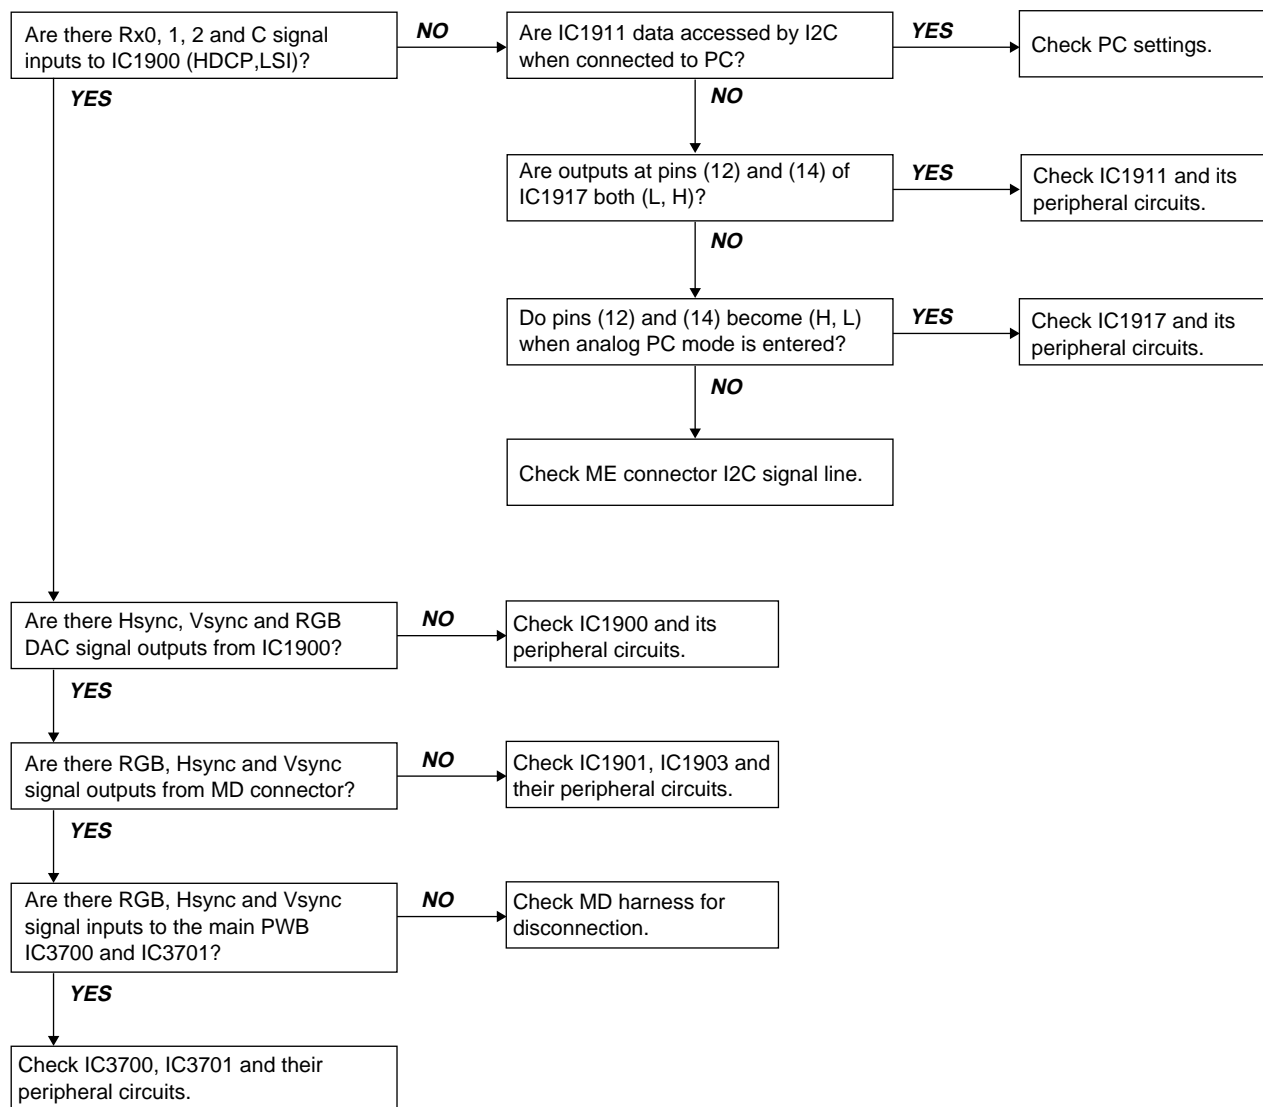 Are there Rx0, 1, 2 and C signal
inputs to IC1900 (HDCP,LSI)?
NO
Are IC1911 data accessed by I2C
when connected to PC?
YES
Check PC settings.
YES
NO
Are outputs at pins (12) and (14) of
IC1917 both (L, H)?
YES
Check IC1911 and its
peripheral circuits.
NO
Do pins (12) and (14) become (H, L)
when analog PC mode is entered?
YES
Check IC1917 and its
peripheral circuits.
NO
Check ME connector I2C signal line.
Are there Hsync, Vsync and RGB
DAC signal outputs from IC1900?
NO
Check IC1900 and its
peripheral circuits.
YES
Are there RGB, Hsync and Vsync
signal outputs from MD connector?
NO
Check IC1901, IC1903 and
their peripheral circuits.
YES
Are there RGB, Hsync and Vsync
signal inputs to the main PWB
IC3700 and IC3701?
NO
Check MD harness for
disconnection.
YES
Check IC3700, IC3701 and their
peripheral circuits.